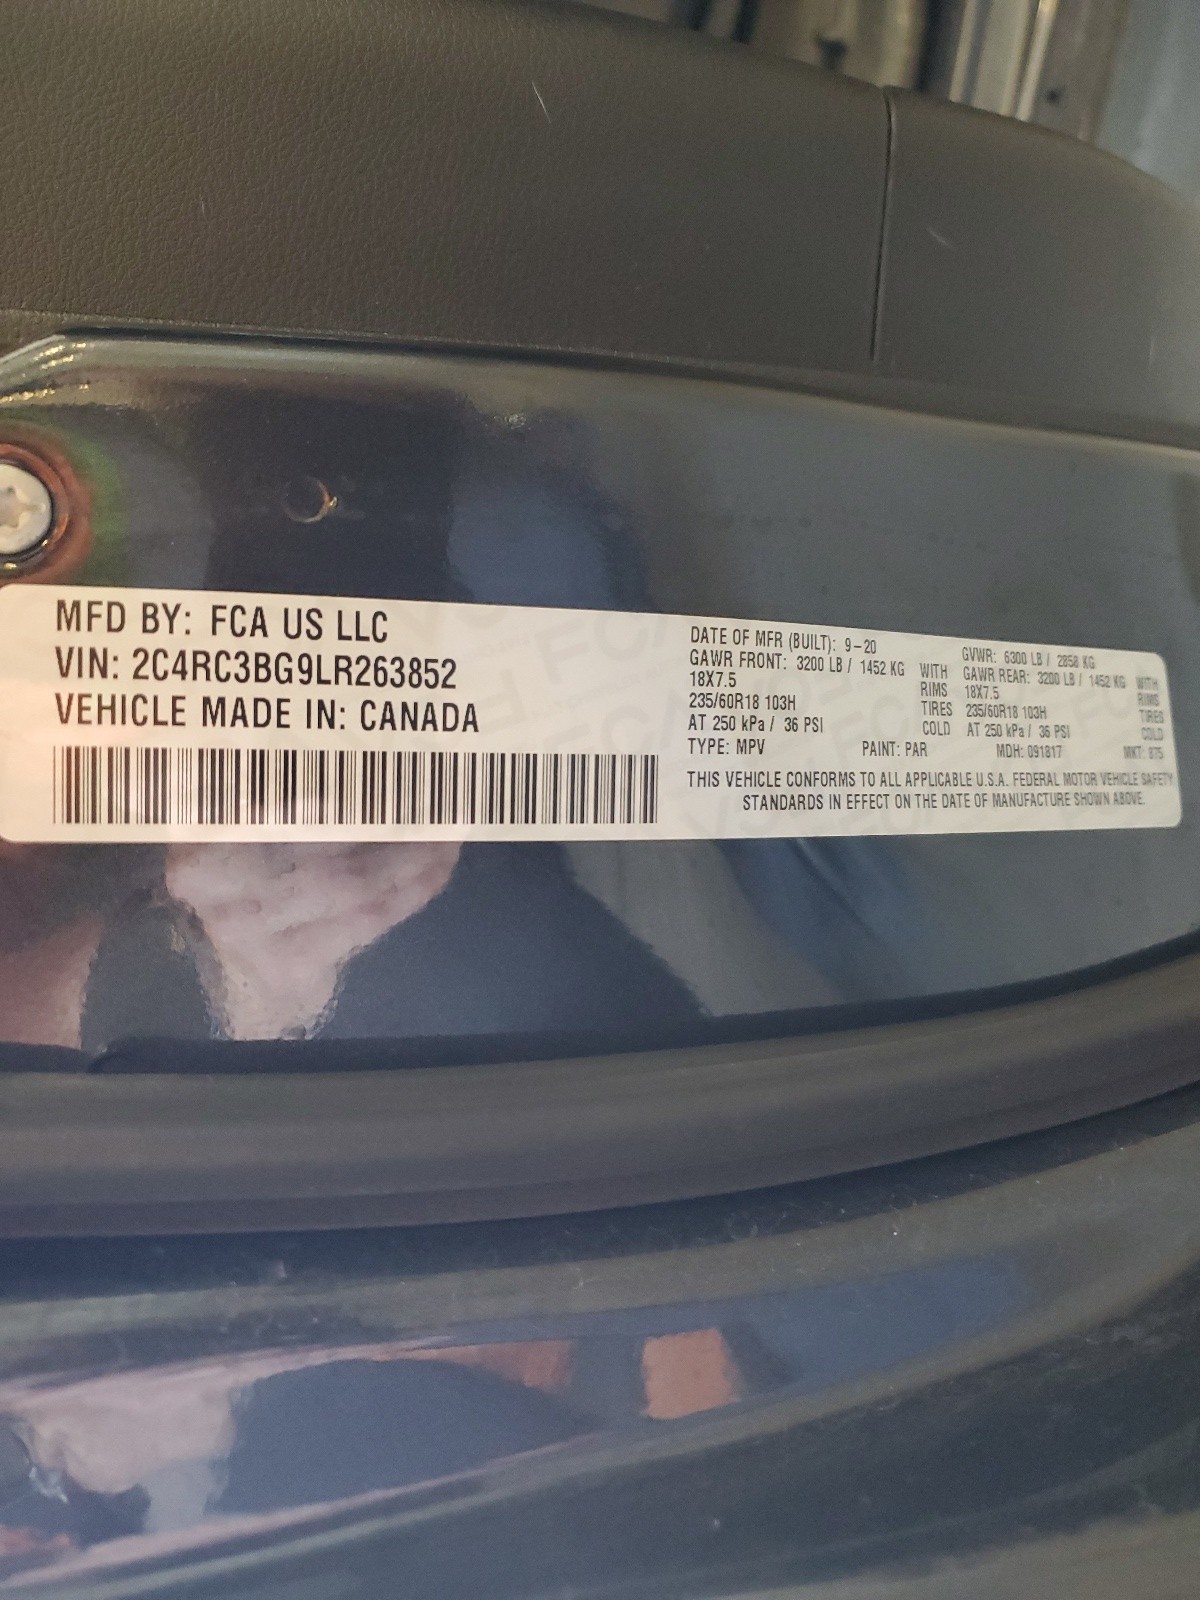 MFD BY: FCA US LLC
VIN: 2C4RC3BG9LR263852
VEHICLE MADE IN: CANADA
DATE OF MFR (BUILT): 9-20 GVWR: 6300 LB / 2858 KG
GAWR FRONT: 3200 LB / 1452 KG WITH GAWR REAR: 3200 LB / 1452 KG WITH
18X7.5 RIMS 18X7.5 RIMS
235/60R18 103H TIRES 235/60R18 103H TIRES
AT 250 kPa / 36 PSI COLD AT 250 kPa / 36 PSI COLD
TYPE: MPV PAINT: PAR MDH: 091817 MKT: 875
THIS VEHICLE CONFORMS TO ALL APPLICABLE U.S.A. FEDERAL MOTOR VEHICLE SAFETY
STANDARDS IN EFFECT ON THE DATE OF MANUFACTURE SHOWN ABOVE.